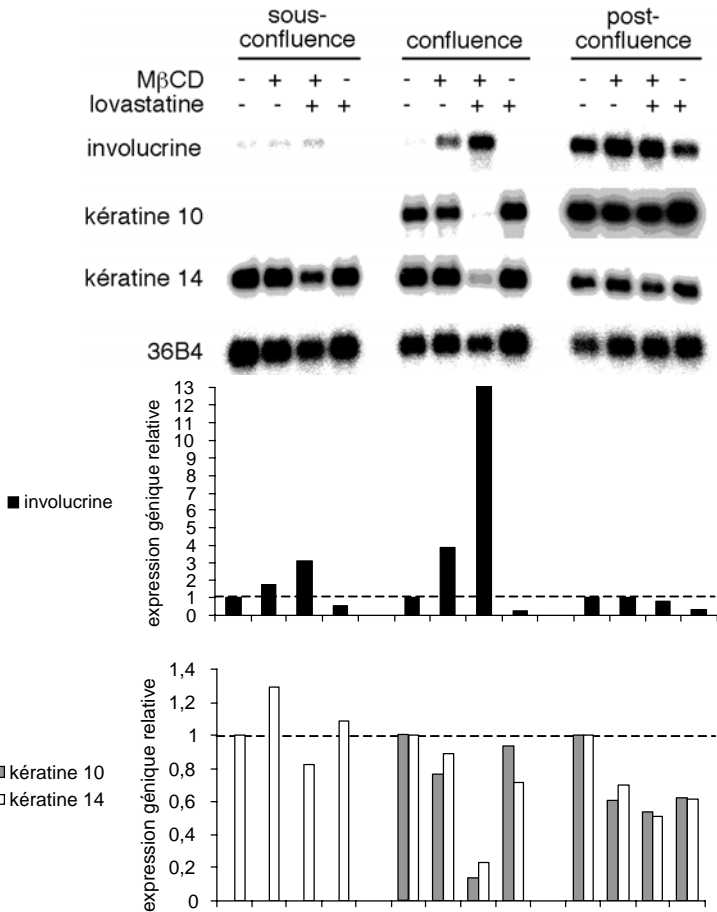 sous-
confluence
confluence
post-
confluence
MβCD - + + - - + + - - + + -
lovastatine - - + + - - + + - - + +
involucrine
kératine 10
kératine 14
36B4
expression génique relative
13
12
11
10
9
8
7
6
5
4
3
2
1
0
involucrine
expression génique relative
1,4
1,2
1
0,8
0,6
0,4
0,2
0
kératine 10
kératine 14